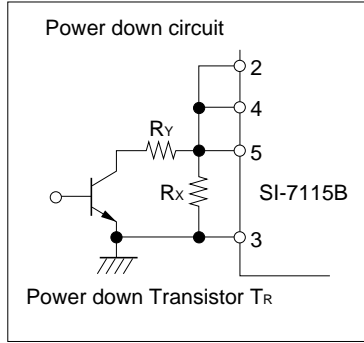 Power down circuit
2
4
RY
5
RX
SI-7115B
3
Power down Transistor TR